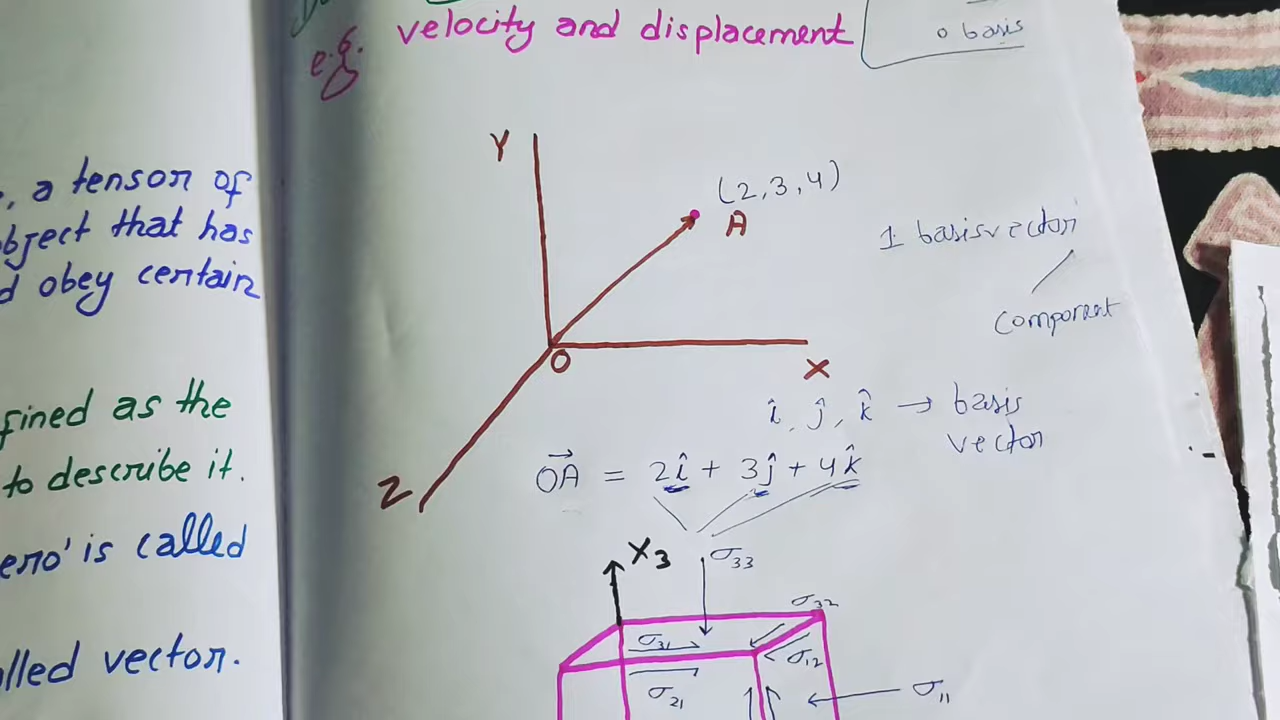 e.g. velocity and displacement
0 basis
, a tensor of
bject that has
d obey certain
fined as the
to describe it.
ero' is called
lled vector.
Y
(2,3,4)
A
O
X
Z
1 basis vector
component
î, ĵ, k̂ → basis
vector
OA⃗ = 2î + 3ĵ + 4k̂
X3
σ33
σ32
σ31
σ12
σ21
σ11